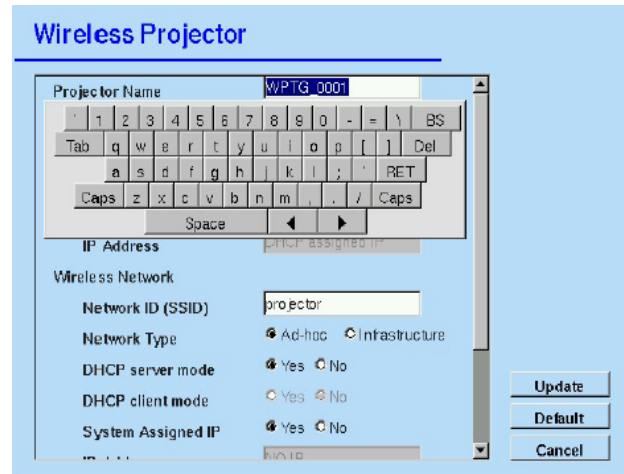 Wireless Projector
Projector Name WPTG_0001
` 1 2 3 4 5 6 7 8 9 0 - = \ BS
Tab q w e r t y u i o p [ ] Del
a s d f g h j k l ; ' RET
Caps z x c v b n m , . / Caps
Space
IP Address DHCP assigned IP
Wireless Network
Network ID (SSID) projector
Network Type Ad-hoc Infrastructure
DHCP server mode Yes No
DHCP client mode Yes No
System Assigned IP Yes No
NO IP
Update
Default
Cancel